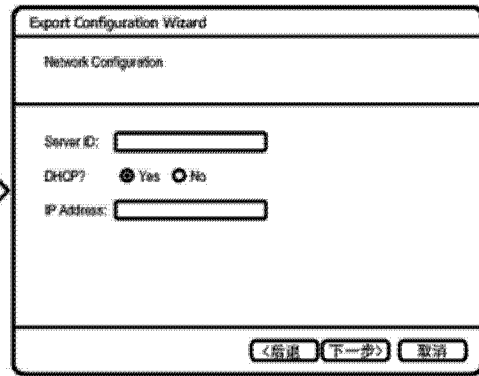 Export Configuration Wizard
Network Configuration
Server ID:
DHCP? Yes No
IP Address:
<后退 下一步> 取消